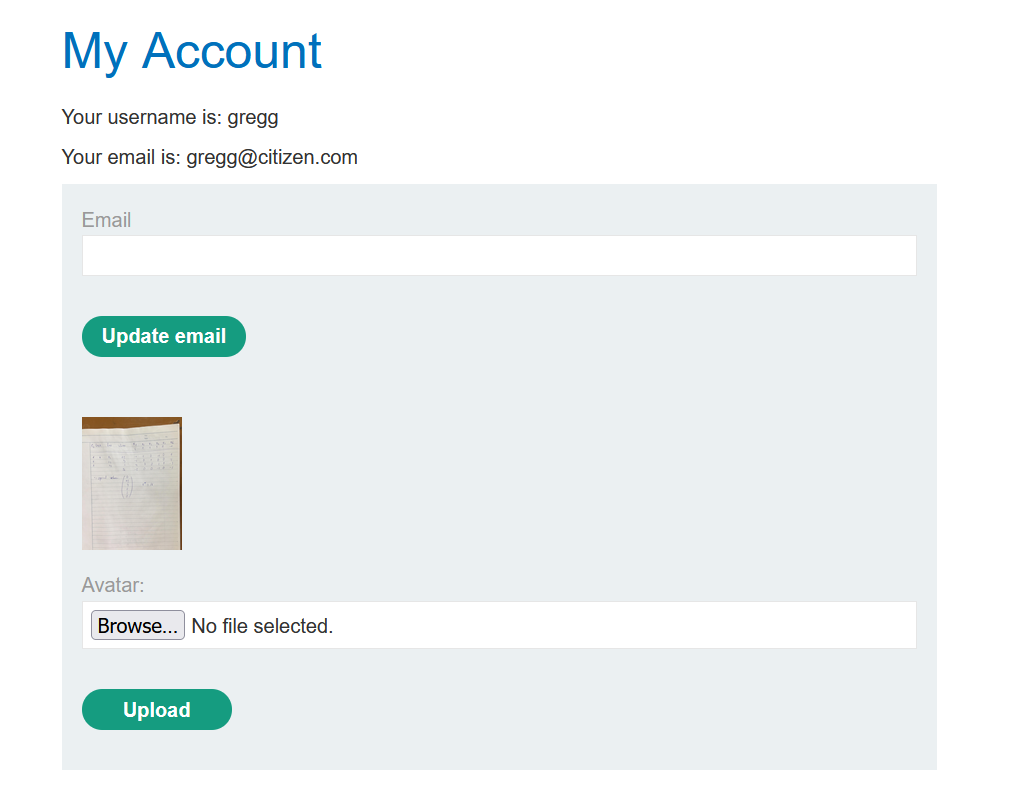 My Account
Your username is: gregg
Your email is: gregg@citizen.com
Email
Update email
Avatar:
Browse... No file selected.
Upload